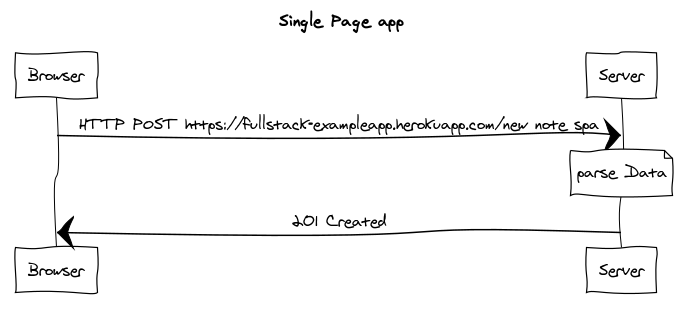 Single Page app
Browser
Server
HTTP POST https://fullstack-exampleapp.herokuapp.com/new note spa
parse Data
201 Created
Browser
Server